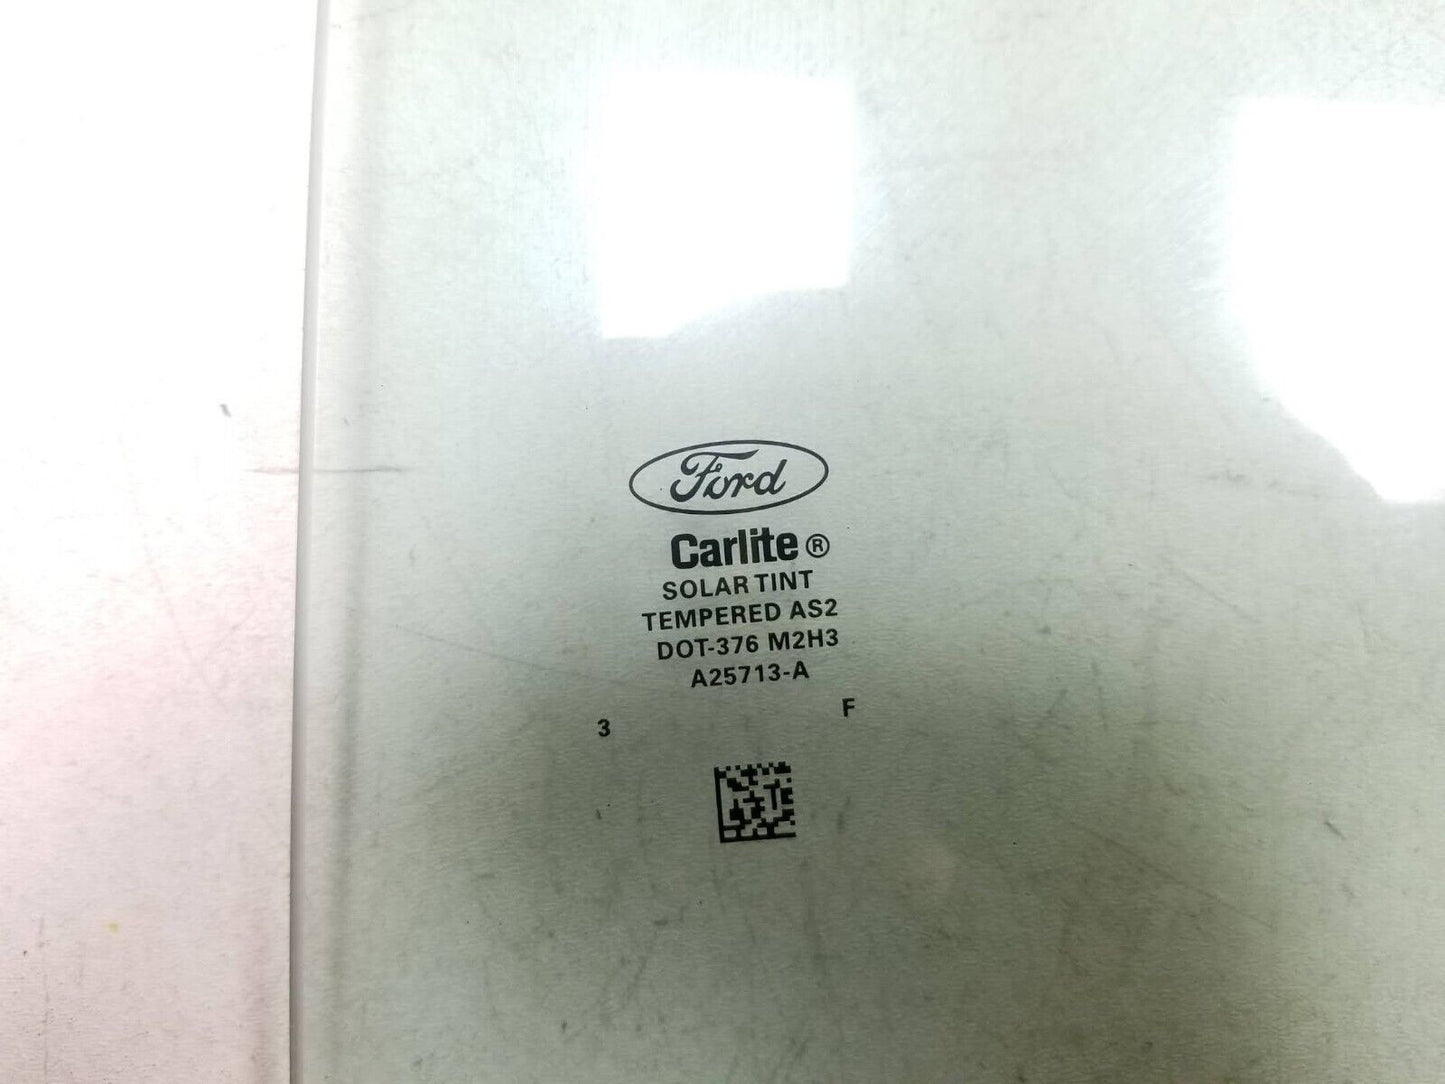 Ford
Carlite®
SOLAR TINT
TEMPERED AS2
DOT-376 M2H3
A25713-A
3 F